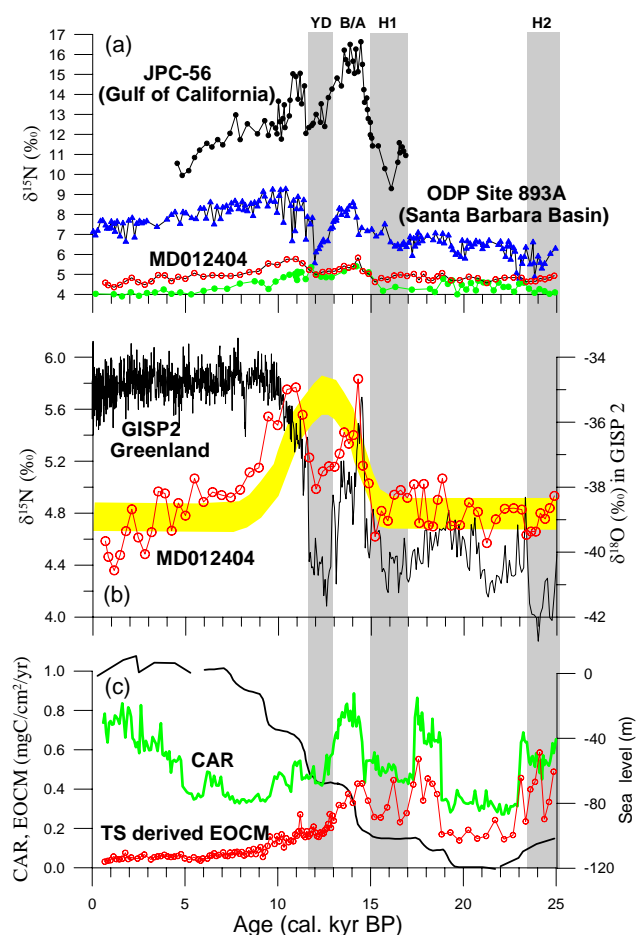 YD B/A H1 H2
17
16
15
14
13
12
11
10
9
8
7
6
5
4
δ¹⁵N (‰)
(a)
JPC-56
(Gulf of California)
ODP Site 893A
(Santa Barbara Basin)
MD012404
6.0
5.6
5.2
4.8
4.4
4.0
δ¹⁵N (‰)
GISP2
Greenland
MD012404
(b)
-34
-36
-38
-40
-42
δ¹⁸O (‰) in GISP 2
1.0
0.8
0.6
0.4
0.2
0.0
CAR, EOCM (mgC/cm²/yr)
(c)
CAR
TS derived EOCM
0
-40
-80
-120
Sea level (m)
0 5 10 15 20 25
Age (cal. kyr BP)